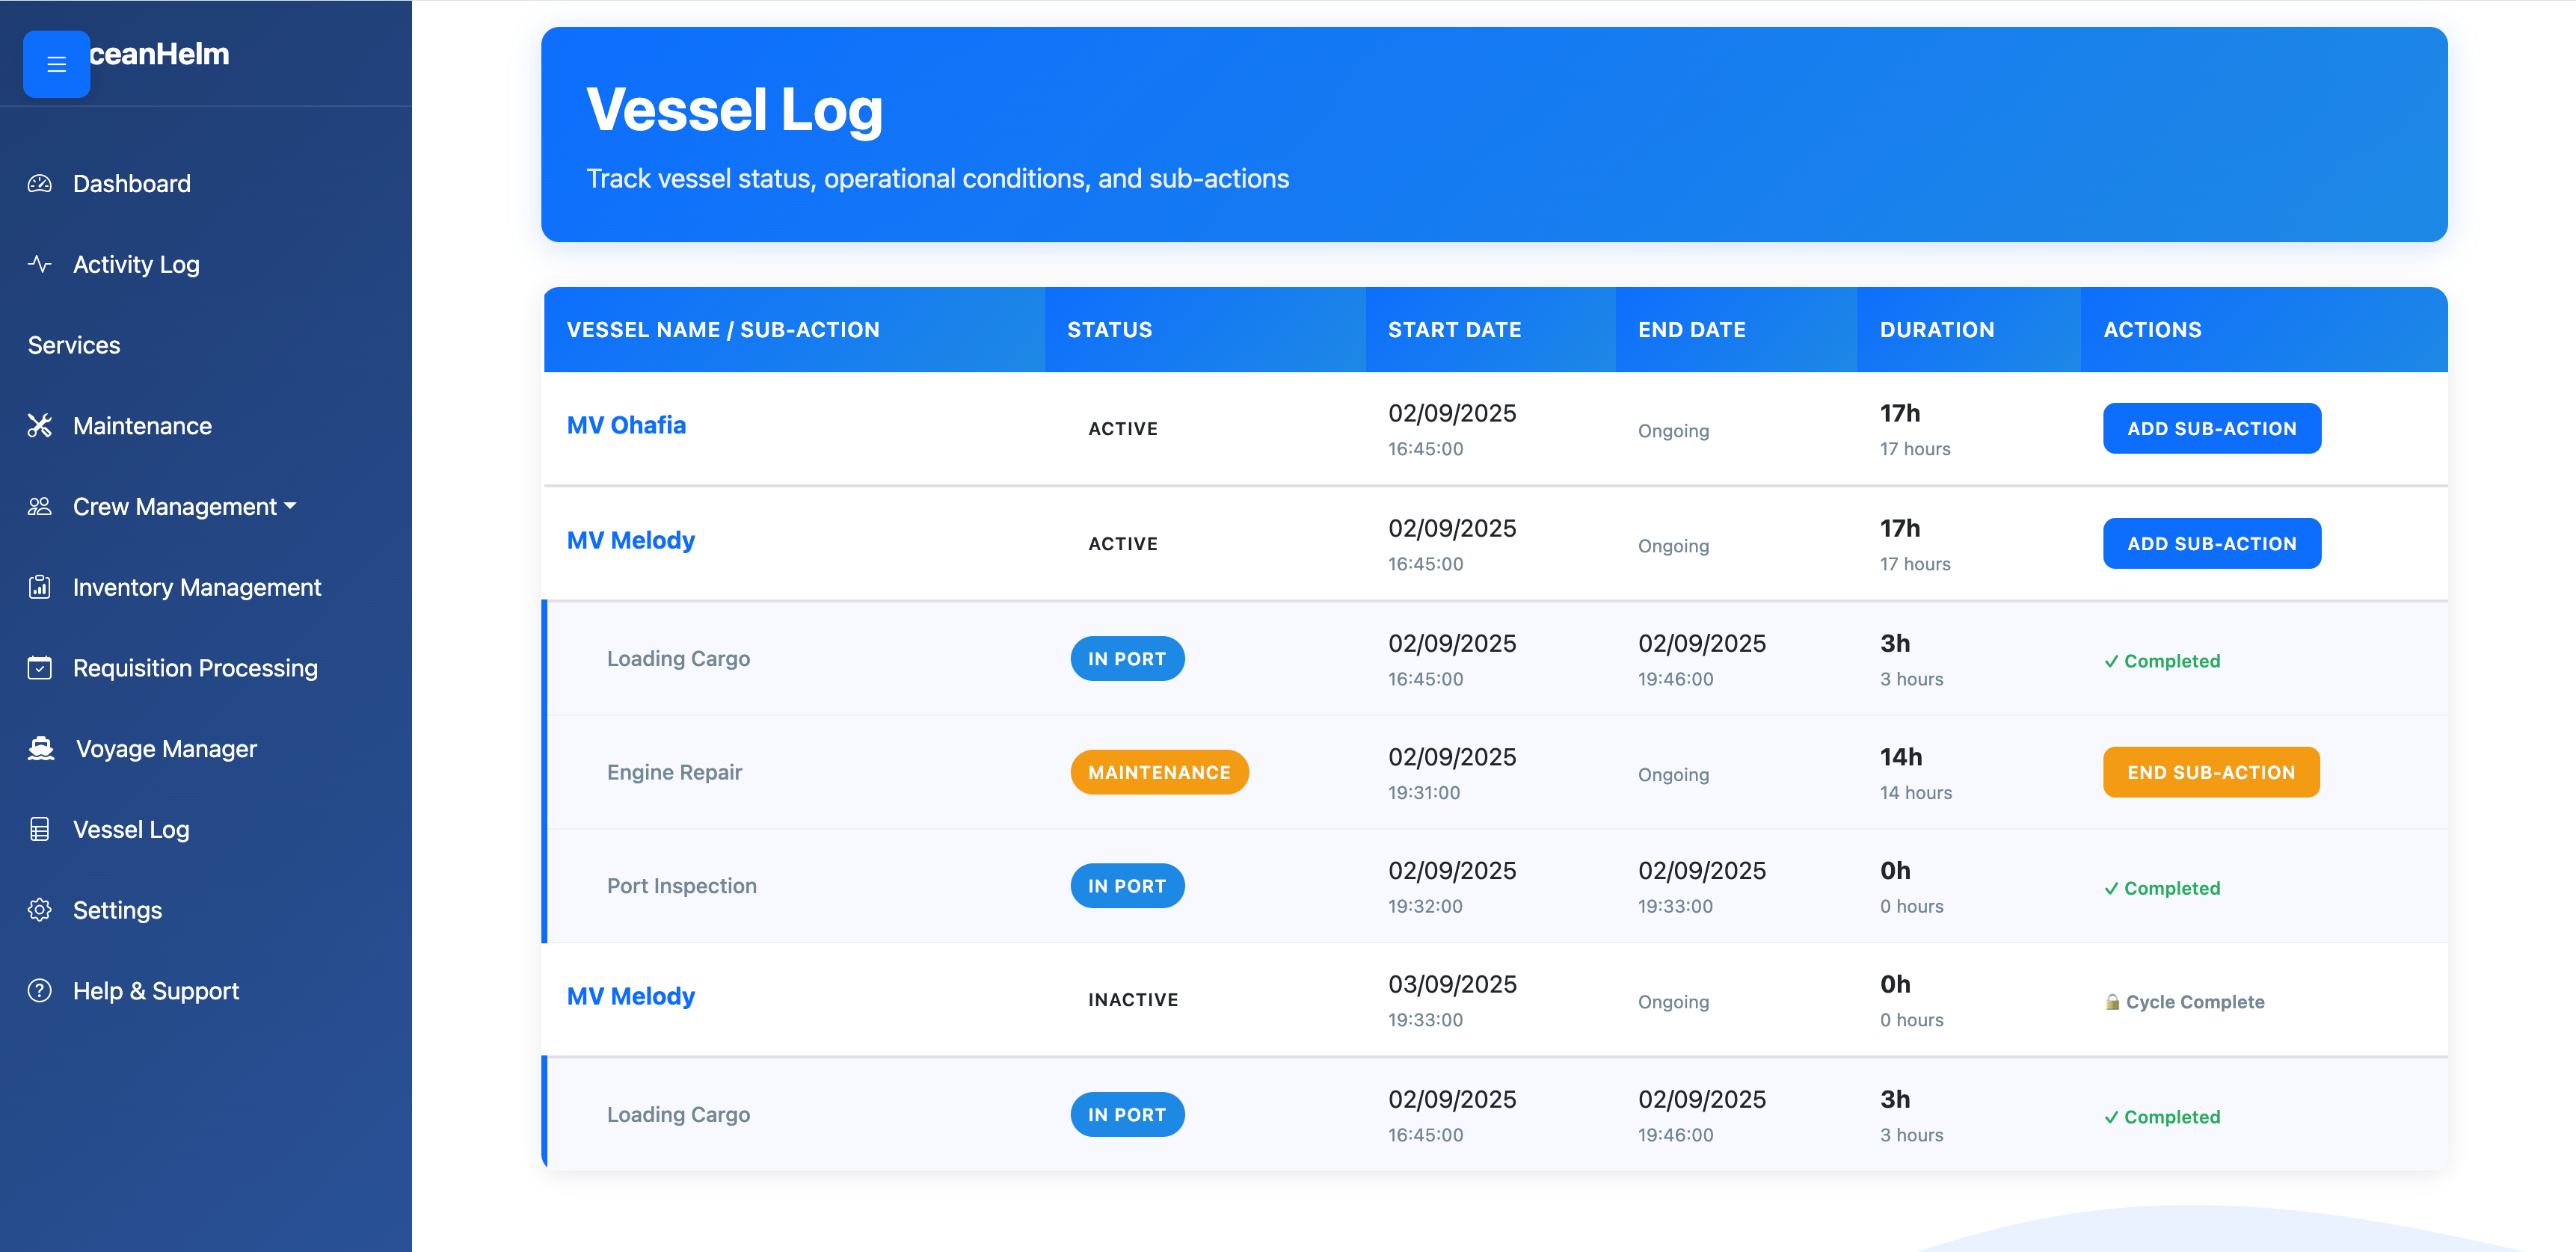 ceanHelm
Dashboard
Activity Log
Services
Maintenance
Crew Management
Inventory Management
Requisition Processing
Voyage Manager
Vessel Log
Settings
Help & Support
Vessel Log
Track vessel status, operational conditions, and sub-actions
VESSEL NAME / SUB-ACTION STATUS START DATE END DATE DURATION ACTIONS
MV Ohafia ACTIVE 02/09/2025 16:45:00 Ongoing 17h 17 hours ADD SUB-ACTION
MV Melody ACTIVE 02/09/2025 16:45:00 Ongoing 17h 17 hours ADD SUB-ACTION
Loading Cargo IN PORT 02/09/2025 16:45:00 02/09/2025 19:46:00 3h 3 hours ✓ Completed
Engine Repair MAINTENANCE 02/09/2025 19:31:00 Ongoing 14h 14 hours END SUB-ACTION
Port Inspection IN PORT 02/09/2025 19:32:00 02/09/2025 19:33:00 0h 0 hours ✓ Completed
MV Melody INACTIVE 03/09/2025 19:33:00 Ongoing 0h 0 hours 🔒 Cycle Complete
Loading Cargo IN PORT 02/09/2025 16:45:00 02/09/2025 19:46:00 3h 3 hours ✓ Completed